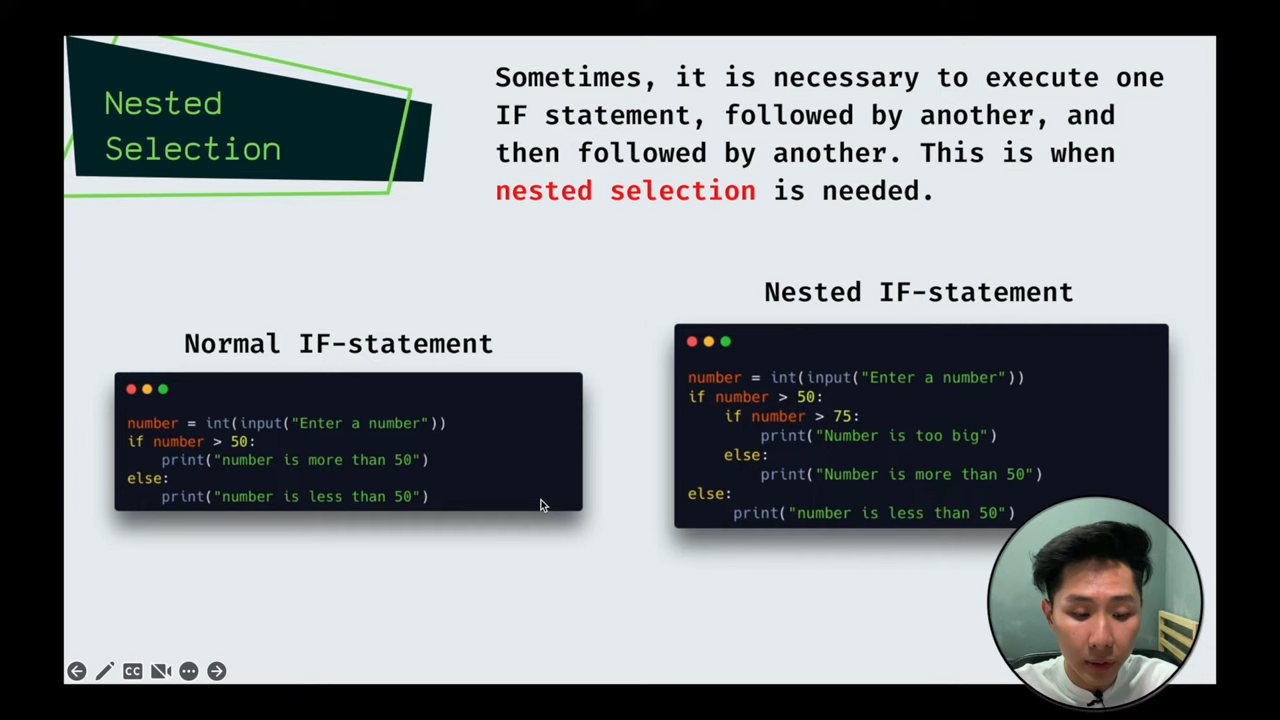 Nested
Selection
Sometimes, it is necessary to execute one
IF statement, followed by another, and
then followed by another. This is when
nested selection is needed.
Normal IF-statement
number = int(input("Enter a number"))
if number > 50:
print("number is more than 50")
else:
print("number is less than 50")
Nested IF-statement
number = int(input("Enter a number"))
if number > 50:
if number > 75:
print("Number is too big")
else:
print("Number is more than 50")
else:
print("number is less than 50")
CC